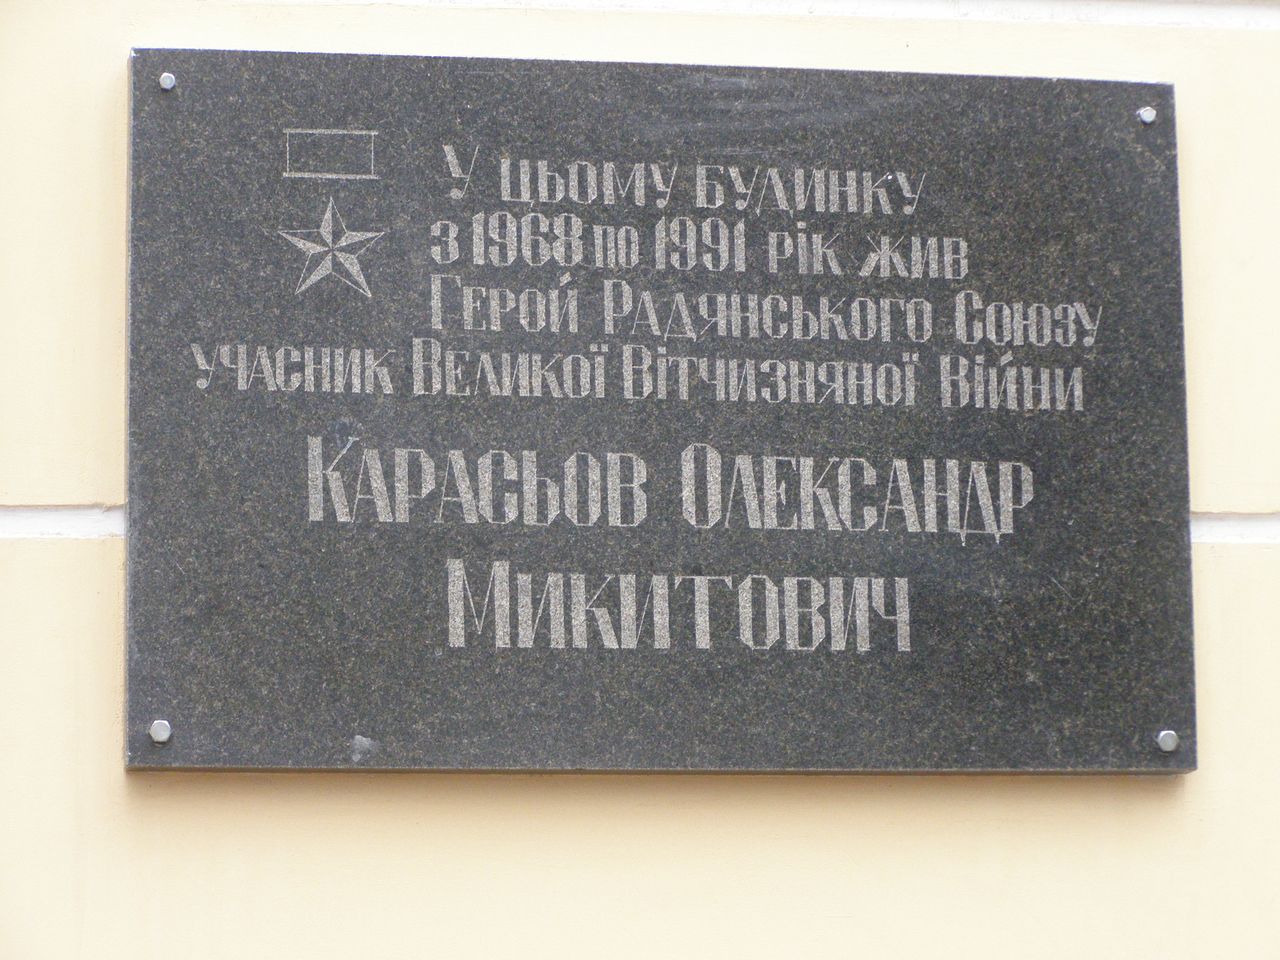 У цьому будинку
з 1968 по 1991 рік жив
Герой Радянського Союзу
учасник Великої Вітчизняної Війни
Карасьов Олександр
Микитович